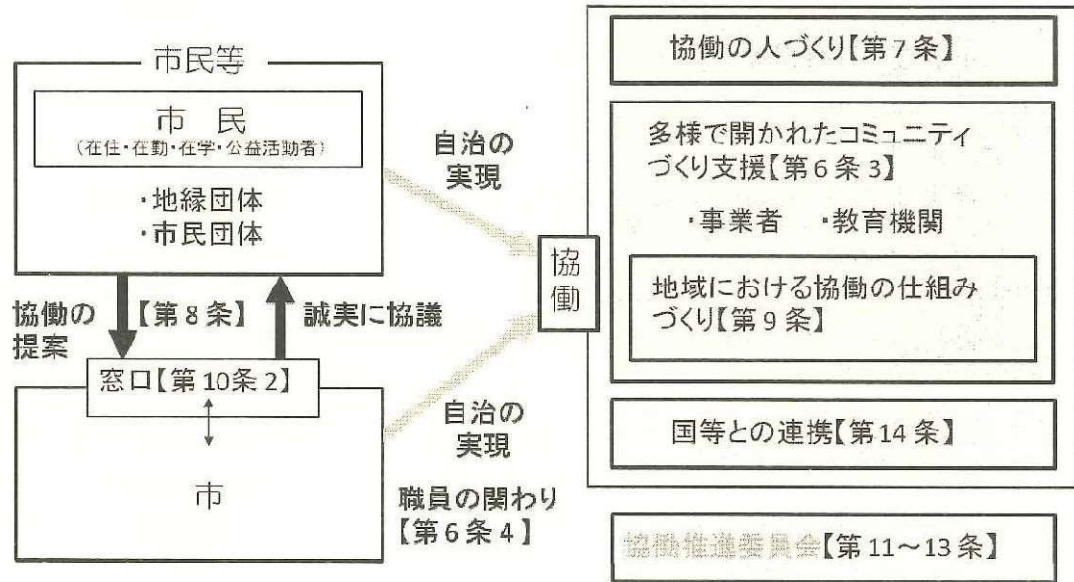 市民等
市 民
(在住・在勤・在学・公益活動者)
・地縁団体
・市民団体
協働の
提案
【第8条】
誠実に協議
窓口【第10条2】
市
自治の
実現
自治の
実現
職員の関わり
【第6条4】
協
働
協働の人づくり【第7条】
多様で開かれたコミュニティ
づくり支援【第6条3】
・事業者 ・教育機関
地域における協働の仕組み
づくり【第9条】
国等との連携【第14条】
協働推進委員会【第11～13条】